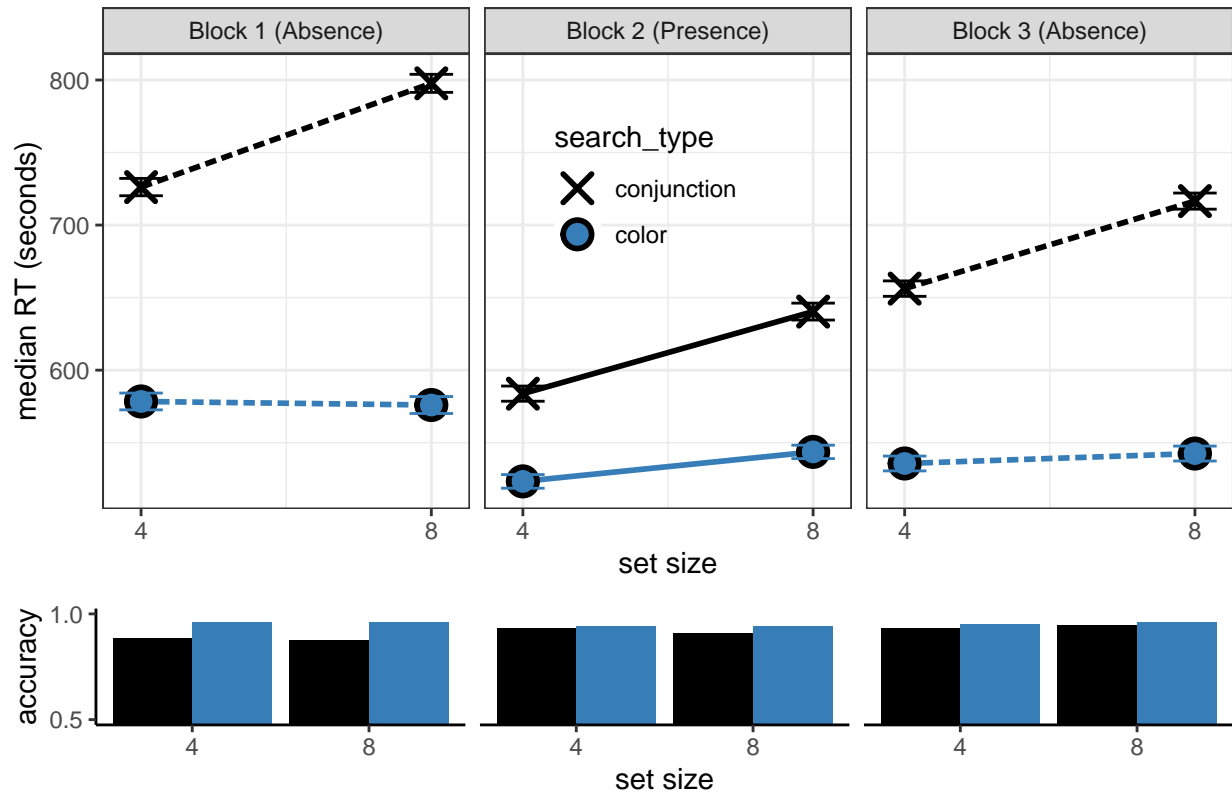 Block 1 (Absence)
Block 2 (Presence)
Block 3 (Absence)
median RT (seconds)
800
700
600
search_type
conjunction
color
4
8
4
8
4
8
set size
accuracy
1.0
0.5
4
8
4
8
4
8
set size